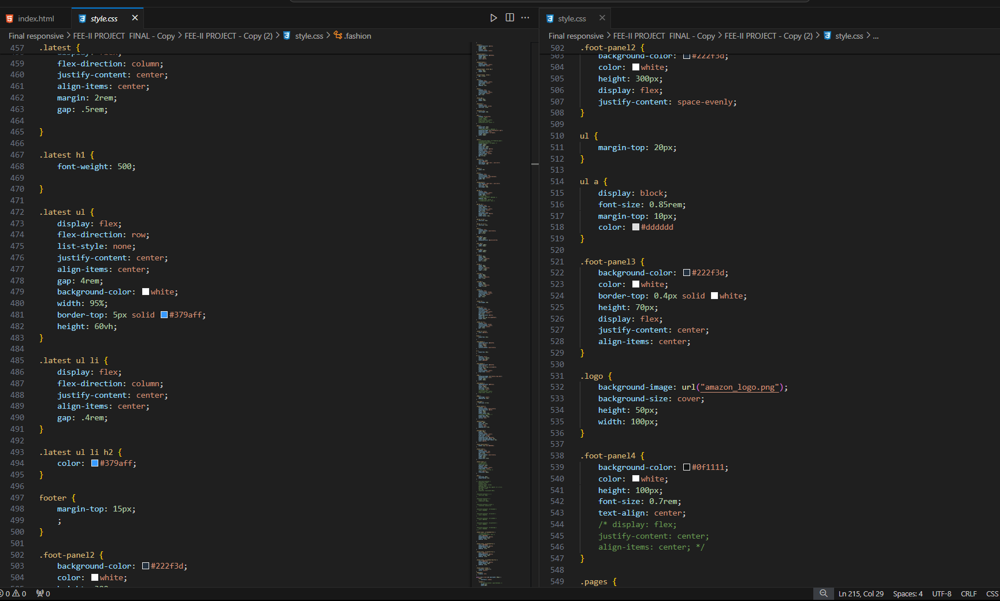 index.html
style.css
style.css
Final responsive > FEE-II PROJECT FINAL - Copy > FEE-II PROJECT - Copy (2) > style.css > .fashion
457 .latest {
459 flex-direction: column;
460 justify-content: center;
461 align-items: center;
462 margin: 2rem;
463 gap: .5rem;
464
465 }
466
467 .latest h1 {
468 font-weight: 500;
469
470 }
471
472 .latest ul {
473 display: flex;
474 flex-direction: row;
475 list-style: none;
476 justify-content: center;
477 align-items: center;
478 gap: 4rem;
479 background-color: white;
480 width: 95%;
481 border-top: 5px solid #379aff;
482 height: 60vh;
483 }
484
485 .latest ul li {
486 display: flex;
487 flex-direction: column;
488 justify-content: center;
489 align-items: center;
490 gap: .4rem;
491 }
492
493 .latest ul li h2 {
494 color: #379aff;
495 }
496
497 footer {
498 margin-top: 15px;
499 ;
500 }
501
502 .foot-panel2 {
503 background-color: #222f3d;
504 color: white;
Final responsive > FEE-II PROJECT FINAL - Copy > FEE-II PROJECT - Copy (2) > style.css > ...
502 .foot-panel2 {
503 background-color: #222f3d;
504 color: white;
505 height: 300px;
506 display: flex;
507 justify-content: space-evenly;
508 }
509
510 ul {
511 margin-top: 20px;
512 }
513
514 ul a {
515 display: block;
516 font-size: 0.85rem;
517 margin-top: 10px;
518 color: #dddddd
519 }
520
521 .foot-panel3 {
522 background-color: #222f3d;
523 color: white;
524 border-top: 0.4px solid white;
525 height: 70px;
526 display: flex;
527 justify-content: center;
528 align-items: center;
529 }
530
531 .logo {
532 background-image: url("amazon_logo.png");
533 background-size: cover;
534 height: 50px;
535 width: 100px;
536 }
537
538 .foot-panel4 {
539 background-color: #0f1111;
540 color: white;
541 height: 100px;
542 font-size: 0.7rem;
543 text-align: center;
544 /* display: flex;
545 justify-content: center;
546 align-items: center; */
547 }
548
549 .pages {
0 0 0
Ln 215, Col 29 Spaces: 4 UTF-8 CRLF CSS